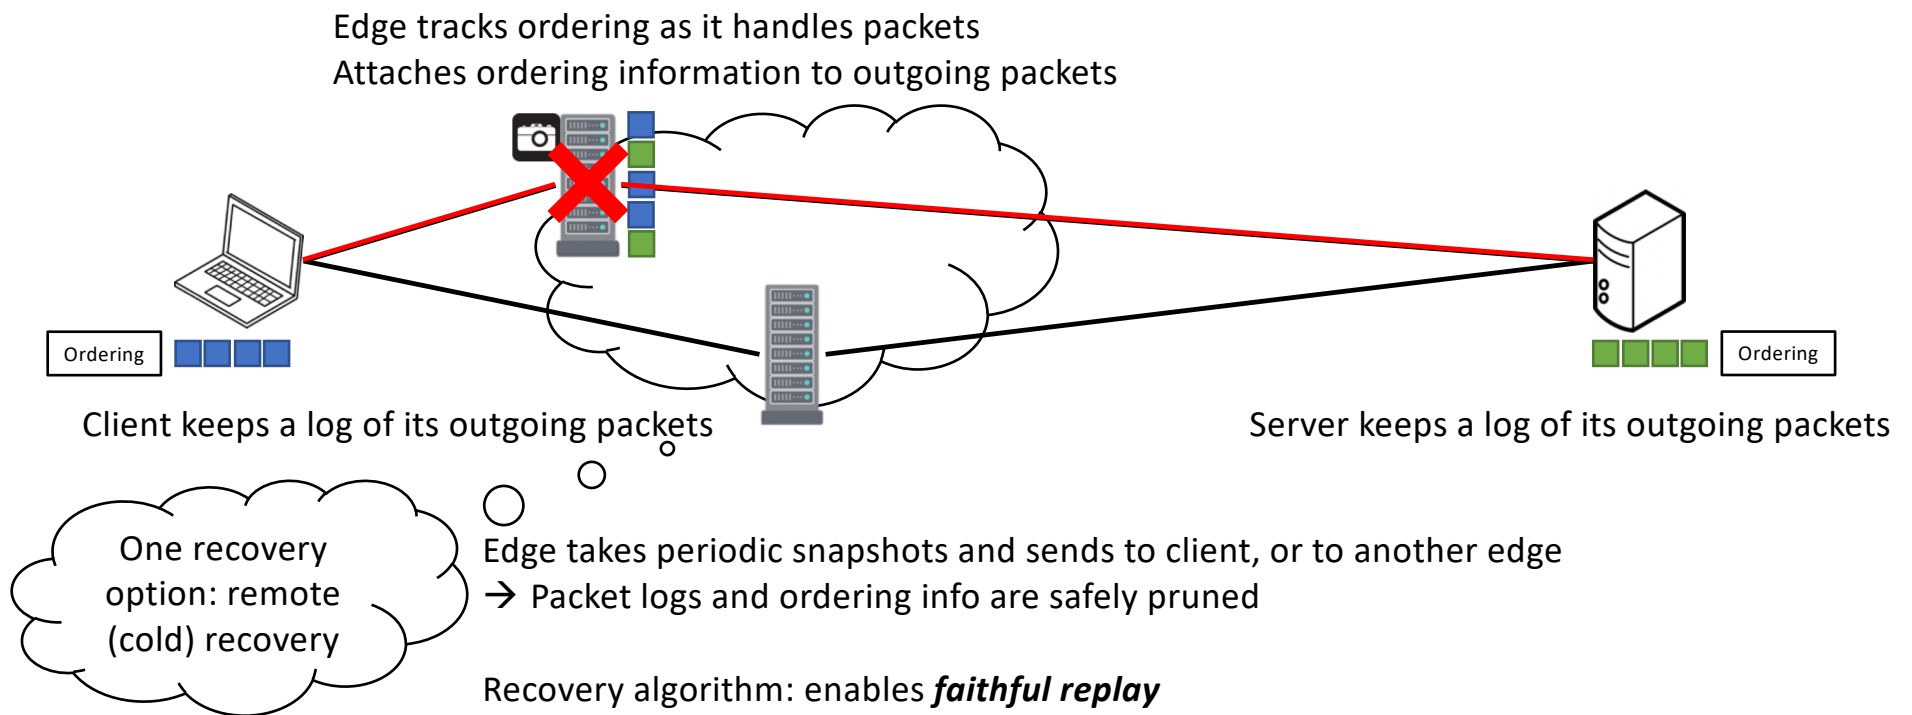 Edge tracks ordering as it handles packets
Attaches ordering information to outgoing packets
Ordering
Ordering
Client keeps a log of its outgoing packets
Server keeps a log of its outgoing packets
One recovery
option: remote
(cold) recovery
Edge takes periodic snapshots and sends to client, or to another edge
→ Packet logs and ordering info are safely pruned
Recovery algorithm: enables faithful replay